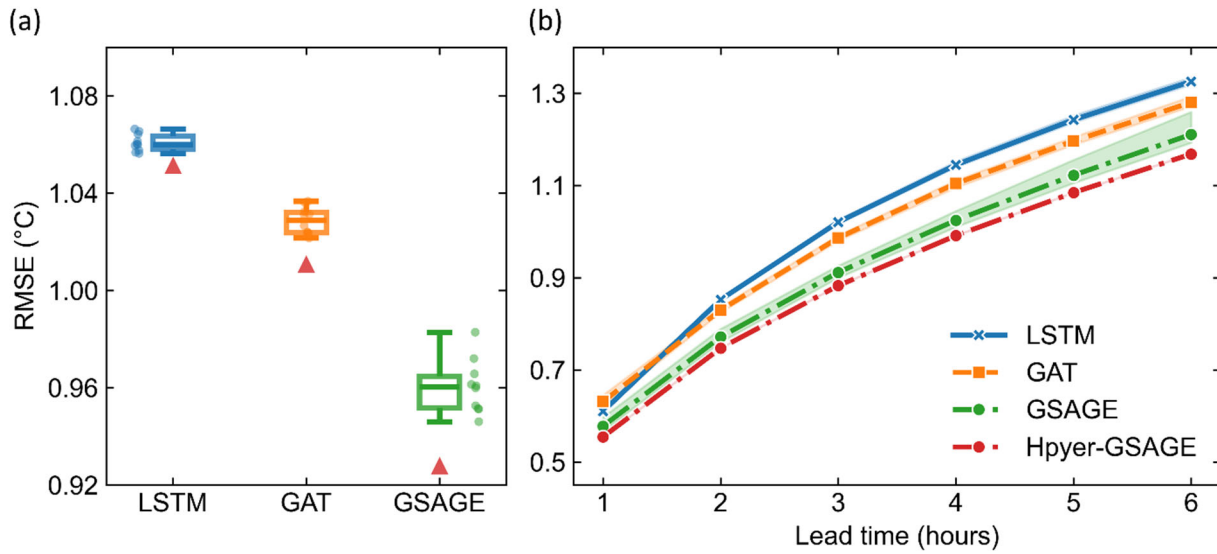 (a)
RMSE (°C)
1.08
1.04
1.00
0.96
0.92
LSTM GAT GSAGE
(b)
1.3
1.1
0.9
0.7
0.5
LSTM
GAT
GSAGE
Hpyer-GSAGE
1 2 3 4 5 6
Lead time (hours)